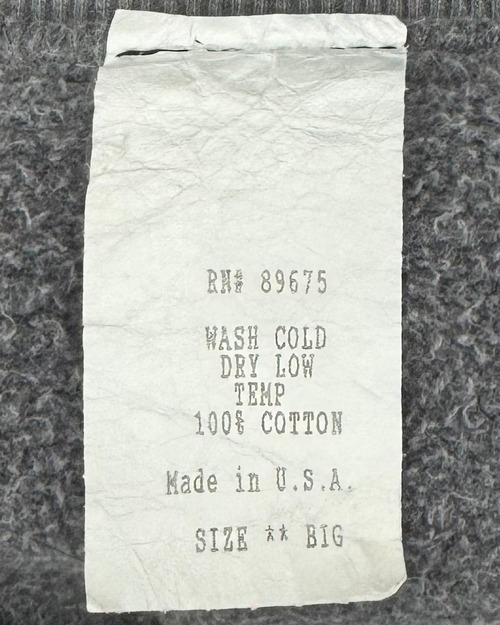 RN# 89675
WASH COLD
DRY LOW
TEMP
100% COTTON
Made in U.S.A.
SIZE ** BIG